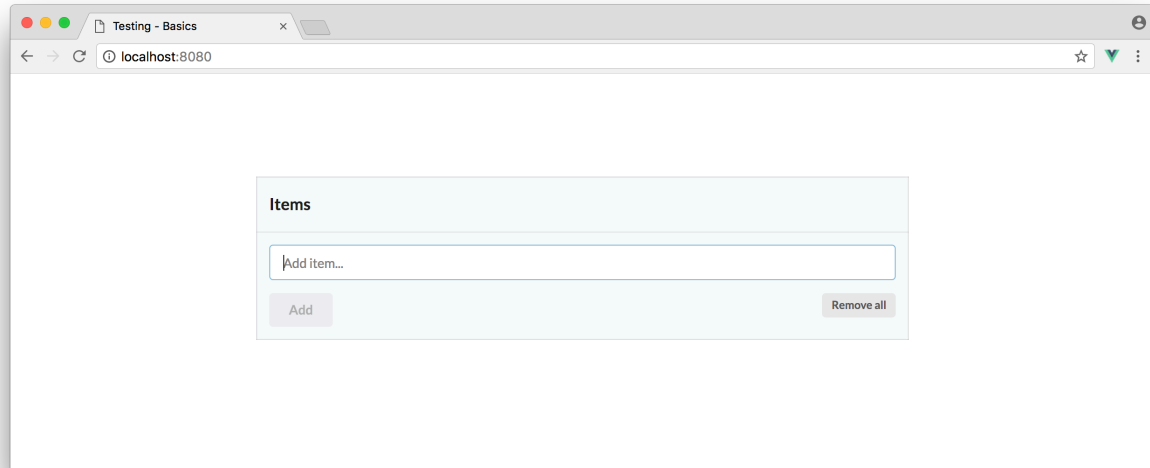 Testing - Basics
localhost:8080
Items
Add item...
Add
Remove all